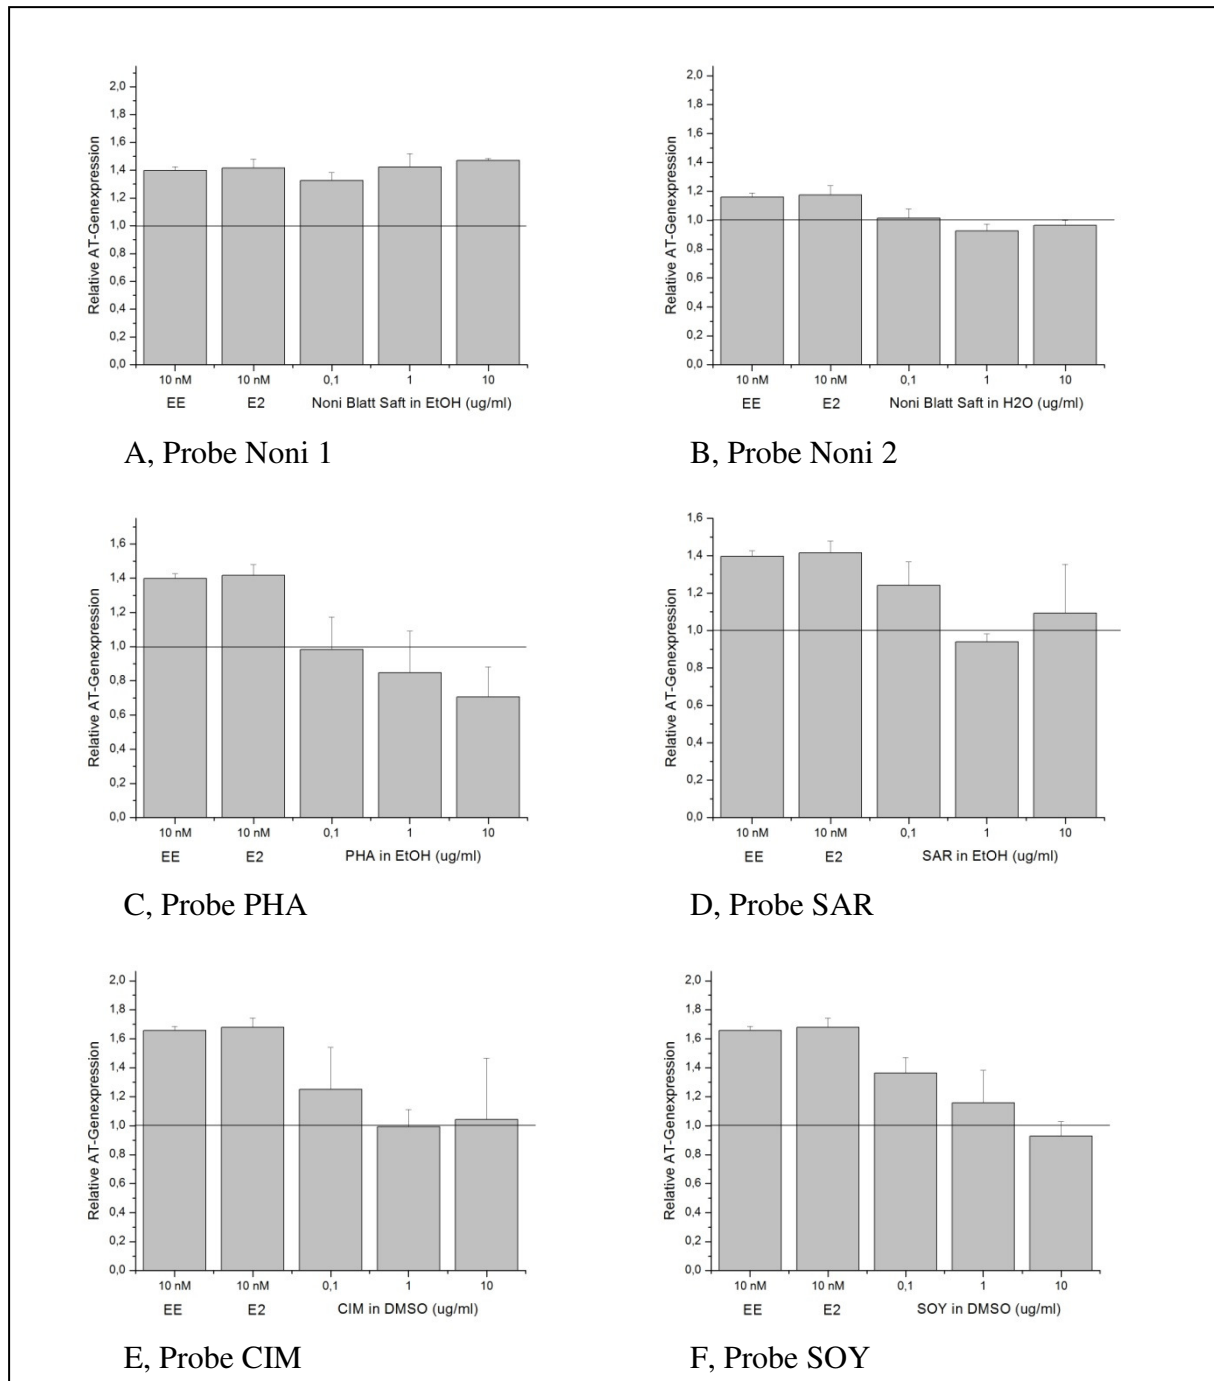 2,0
1,8
1,6
1,4
1,2
1,0
0,8
0,6
0,4
0,2
0,0
Relative AT-Genexpression
10 nM 10 nM 0,1 1 10
EE E2 Noni Blatt Saft in EtOH (ug/ml)
A, Probe Noni 1
2,0
1,8
1,6
1,4
1,2
1,0
0,8
0,6
0,4
0,2
0,0
Relative AT-Genexpression
10 nM 10 nM 0,1 1 10
EE E2 Noni Blatt Saft in H2O (ug/ml)
B, Probe Noni 2
1,6
1,4
1,2
1,0
0,8
0,6
0,4
0,2
0,0
Relative AT-Genexpression
10 nM 10 nM 0,1 1 10
EE E2 PHA in EtOH (ug/ml)
C, Probe PHA
1,6
1,4
1,2
1,0
0,8
0,6
0,4
0,2
0,0
Relative AT-Genexpression
10 nM 10 nM 0,1 1 10
EE E2 SAR in EtOH (ug/ml)
D, Probe SAR
2,0
1,8
1,6
1,4
1,2
1,0
0,8
0,6
0,4
0,2
0,0
Relative AT-Genexpression
10 nM 10 nM 0,1 1 10
EE E2 CIM in DMSO (ug/ml)
E, Probe CIM
2,0
1,8
1,6
1,4
1,2
1,0
0,8
0,6
0,4
0,2
0,0
Relative AT-Genexpression
10 nM 10 nM 0,1 1 10
EE E2 SOY in DMSO (ug/ml)
F, Probe SOY